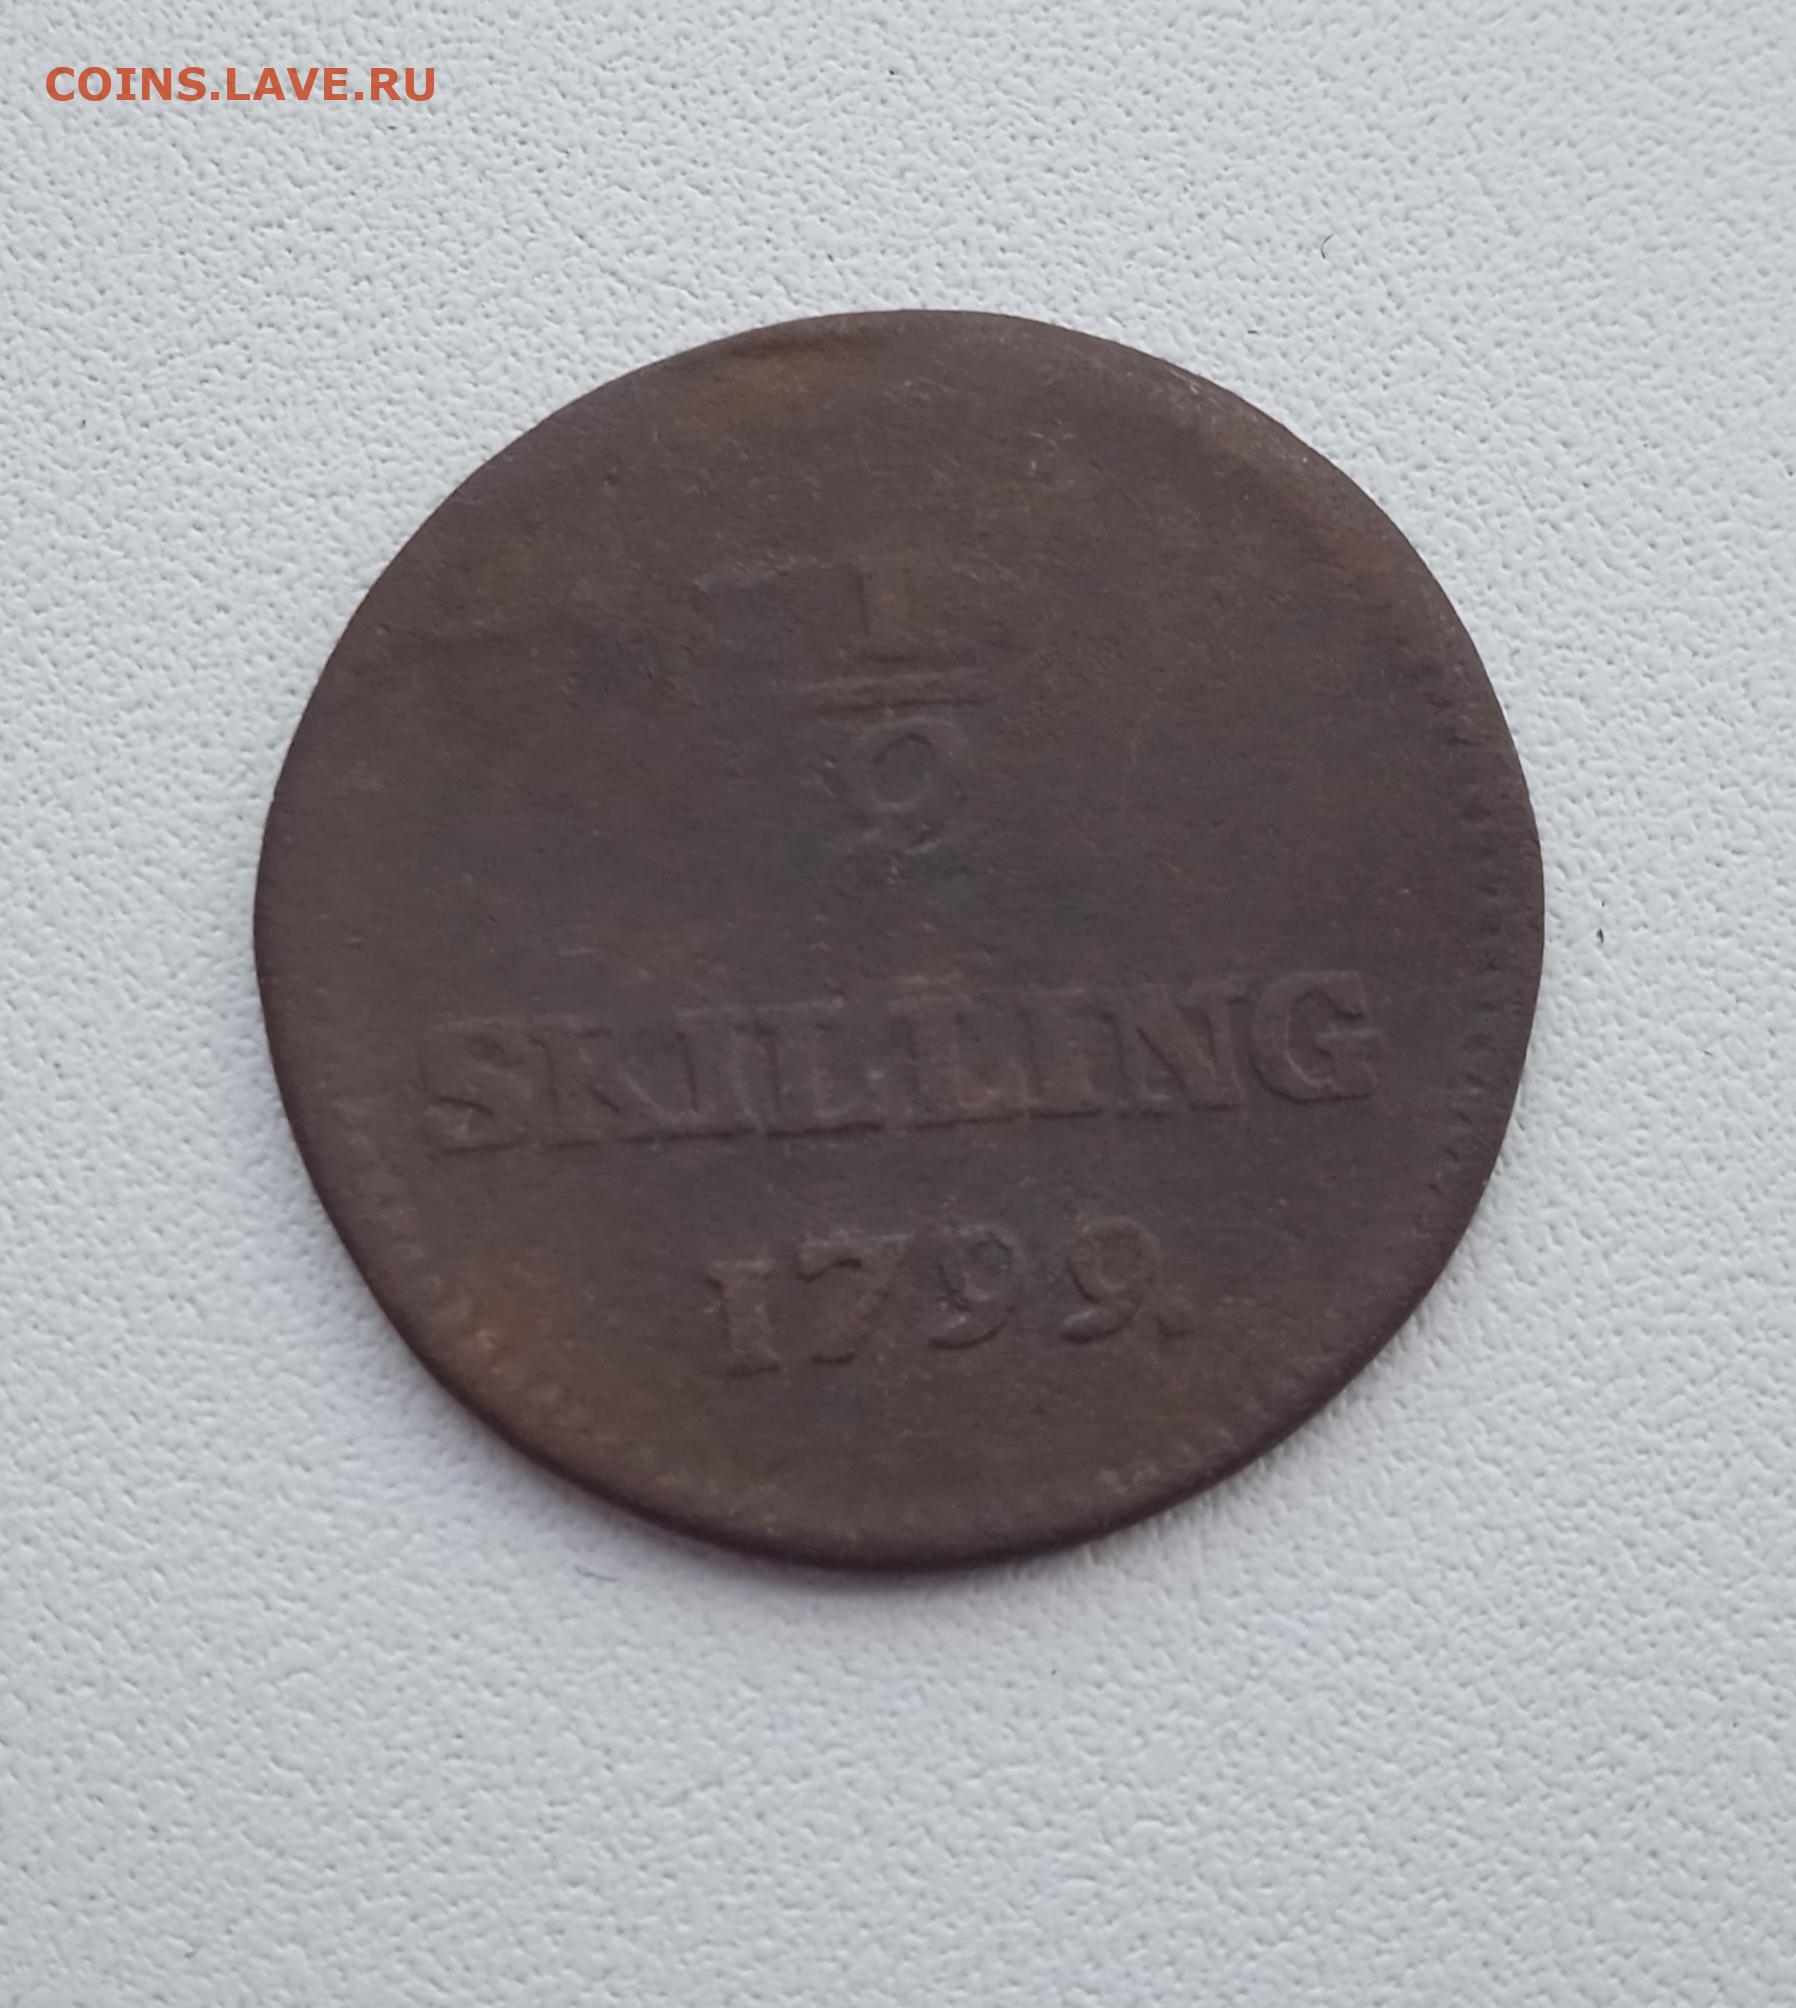 COINS.LAVE.RU
1
2
SKILLING
1799.